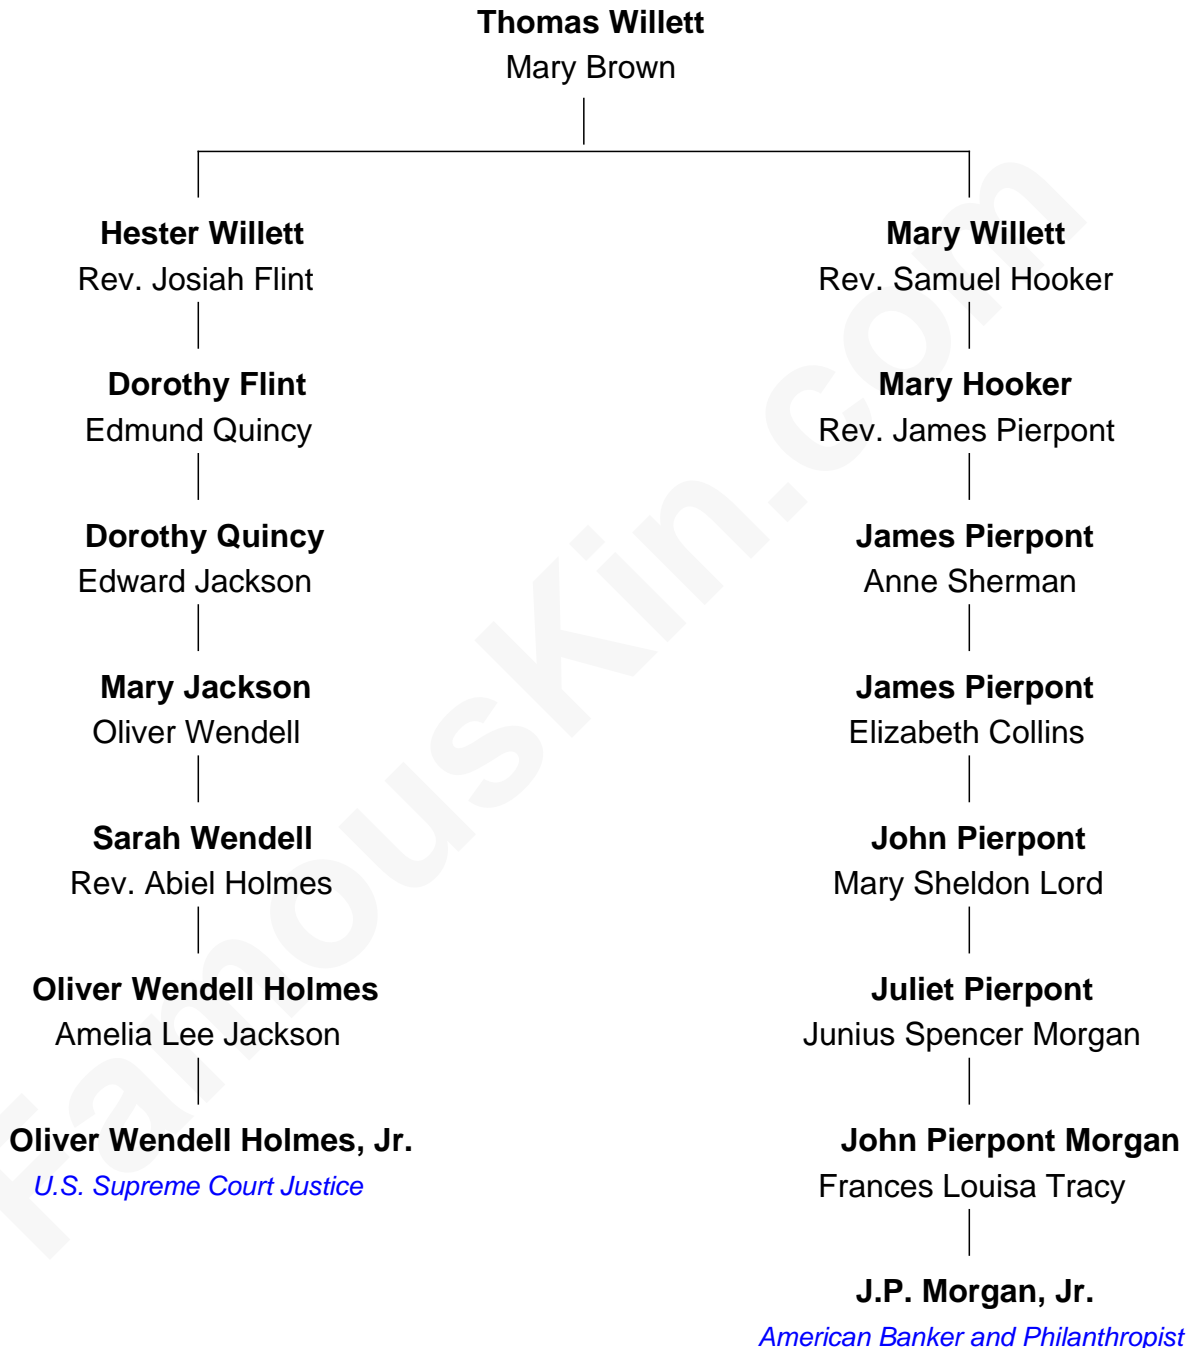 Thomas Willett
Mary Brown
Hester Willett
Rev. Josiah Flint
Dorothy Flint
Edmund Quincy
Dorothy Quincy
Edward Jackson
Mary Jackson
Oliver Wendell
Sarah Wendell
Rev. Abiel Holmes
Oliver Wendell Holmes
Amelia Lee Jackson
Oliver Wendell Holmes, Jr.
U.S. Supreme Court Justice
Mary Willett
Rev. Samuel Hooker
Mary Hooker
Rev. James Pierpont
James Pierpont
Anne Sherman
James Pierpont
Elizabeth Collins
John Pierpont
Mary Sheldon Lord
Juliet Pierpont
Junius Spencer Morgan
John Pierpont Morgan
Frances Louisa Tracy
J.P. Morgan, Jr.
American Banker and Philanthropist
FamousKin.com